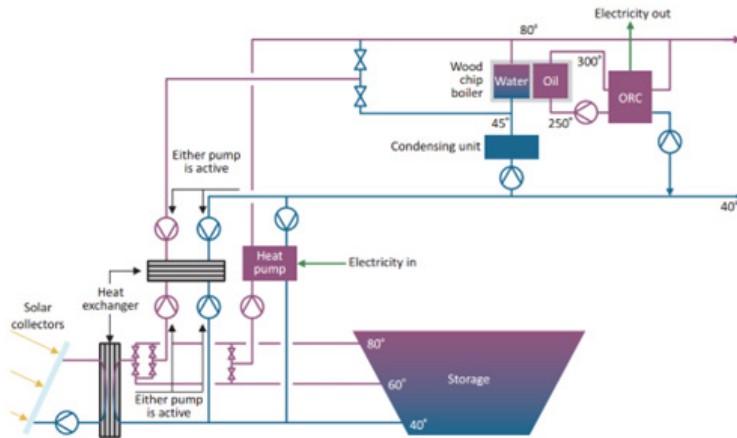 Electricity out
80°
Wood
chip
boiler
Water
Oil
300°
ORC
45°
250°
Condensing unit
Either pump
is active
40°
Heat
pump
Electricity in
Heat
exchanger
Solar
collectors
80°
Storage
60°
Either pump
is active
40°